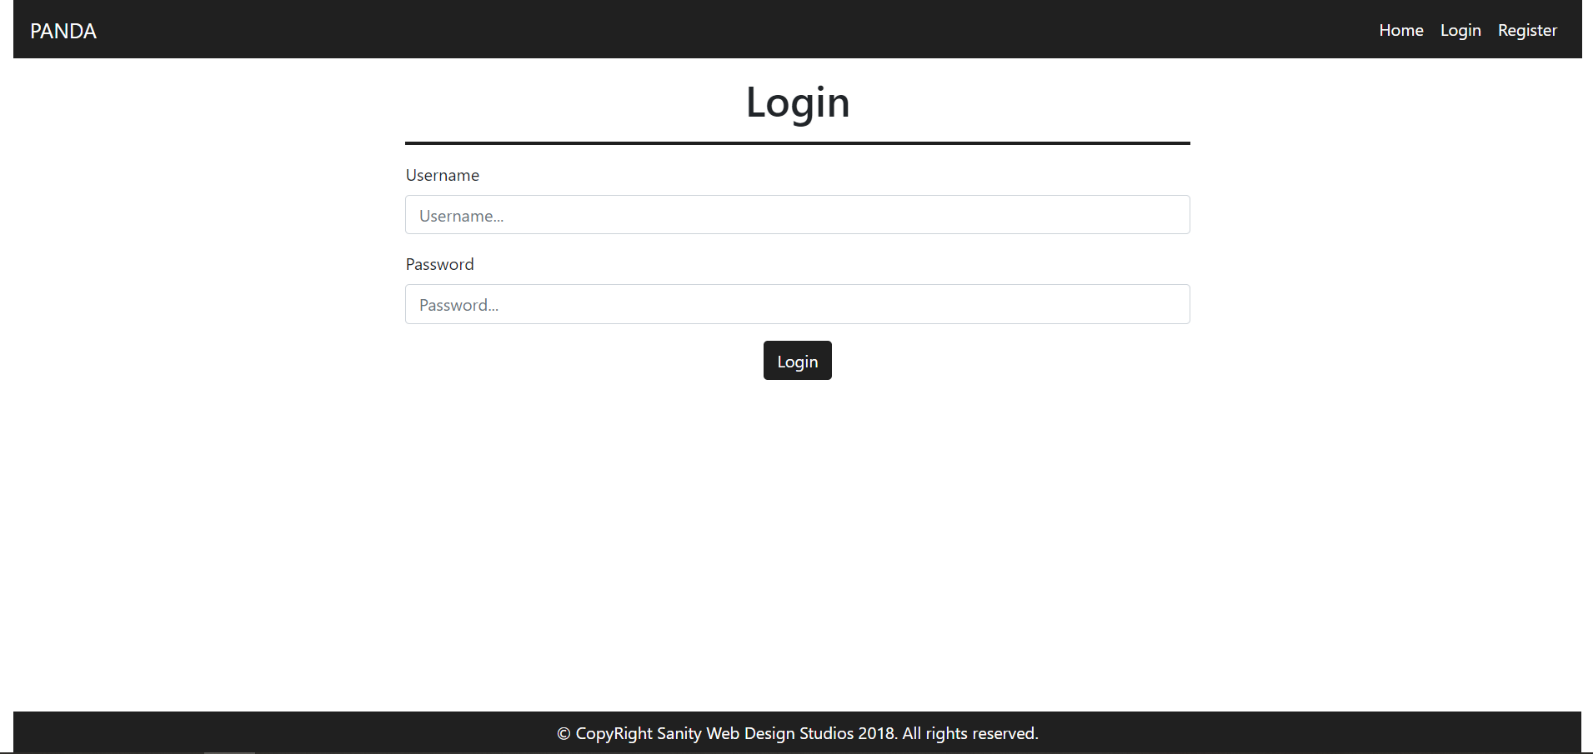 PANDA
Home Login Register
Login
Username
Username...
Password
Password...
Login
© CopyRight Sanity Web Design Studios 2018. All rights reserved.